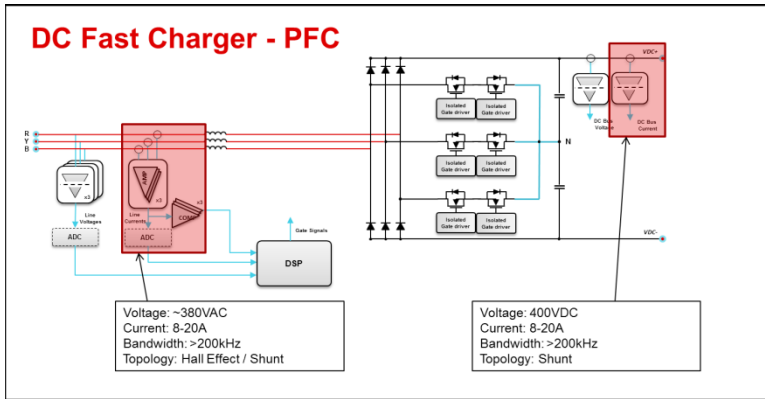 DC Fast Charger - PFC
VDC+
R
Y
B
AMP
x3
x3
COMP
x3
Line
Voltages
Line
Currents
ADC
ADC
Gate Signals
DSP
Isolated
Gate driver
Isolated
Gate driver
Isolated
Gate driver
Isolated
Gate driver
Isolated
Gate driver
Isolated
Gate driver
N
DC Bus
Voltage
DC Bus
Current
VDC-
Voltage: ~380VAC
Current: 8-20A
Bandwidth: >200kHz
Topology: Hall Effect / Shunt
Voltage: 400VDC
Current: 8-20A
Bandwidth: >200kHz
Topology: Shunt